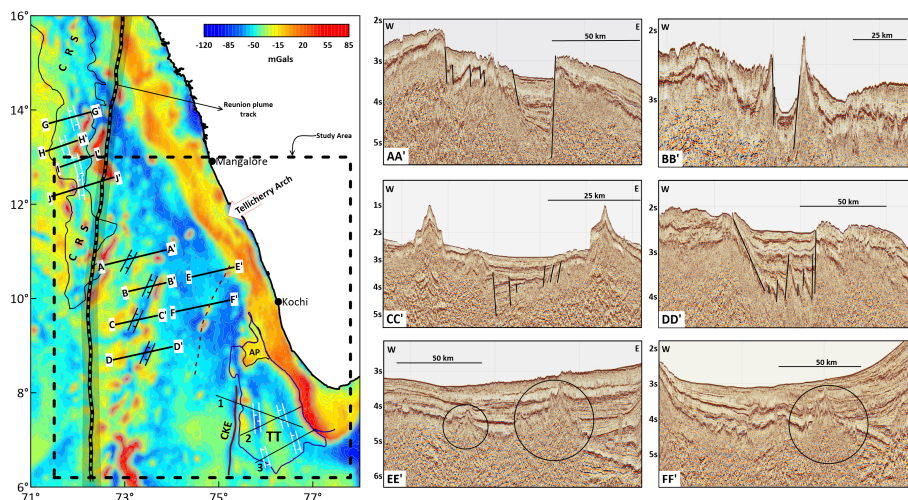 16°
14°
12°
10°
8°
6°
71°
73°
75°
77°
-120 -85 -50 -15 20 55 85
mGals
C R S
C R S
Reunion plume
track
Study Area
Mangalore
Tellicherry Arch
Kochi
G G'
H H'
I I'
J J'
A A'
B B'
C C'
D D'
E E'
F F'
AP
CKE
TT
1
2
3
W E
2s
3s
4s
5s
50 km
AA'
W E
2s
3s
25 km
BB'
W E
1s
2s
3s
4s
5s
25 km
CC'
W E
2s
3s
4s
50 km
DD'
W E
3s
4s
5s
6s
50 km
EE'
W E
2s
3s
4s
5s
6s
50 km
FF'